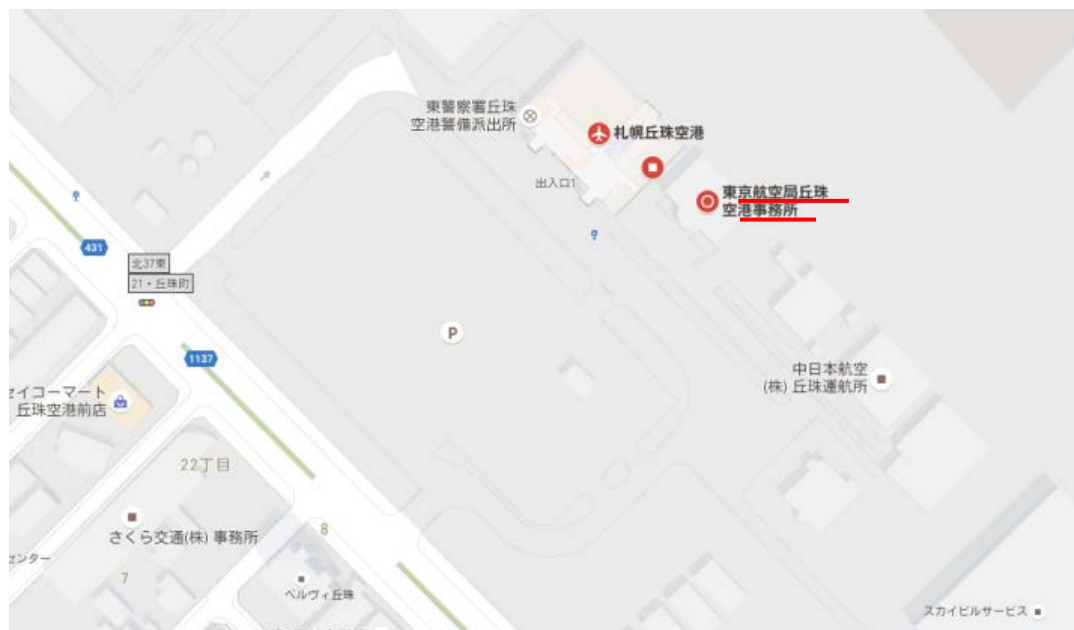 東警察署丘珠
空港警備派出所
札幌丘珠空港
出入口1
東京航空局丘珠
空港事務所
431
北37東
21・丘珠町
P
1137
中日本航空
(株) 丘珠運航所
セイコーマート
丘珠空港前店
22丁目
さくら交通(株) 事務所
8
センター
7
ベルヴィ丘珠
スカイビルサービス